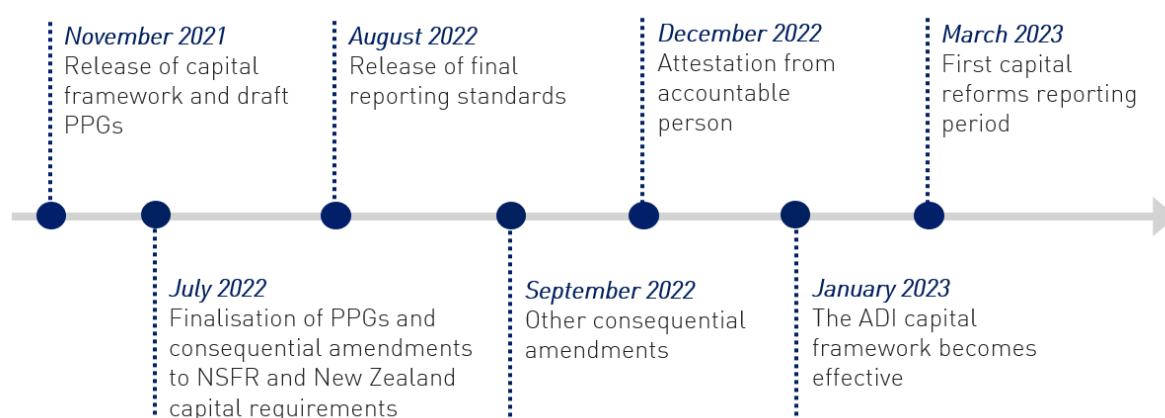 November 2021
Release of capital
framework and draft
PPGs
August 2022
Release of final
reporting standards
December 2022
Attestation from
accountable
person
March 2023
First capital
reforms reporting
period
July 2022
Finalisation of PPGs and
consequential amendments
to NSFR and New Zealand
capital requirements
September 2022
Other consequential
amendments
January 2023
The ADI capital
framework becomes
effective